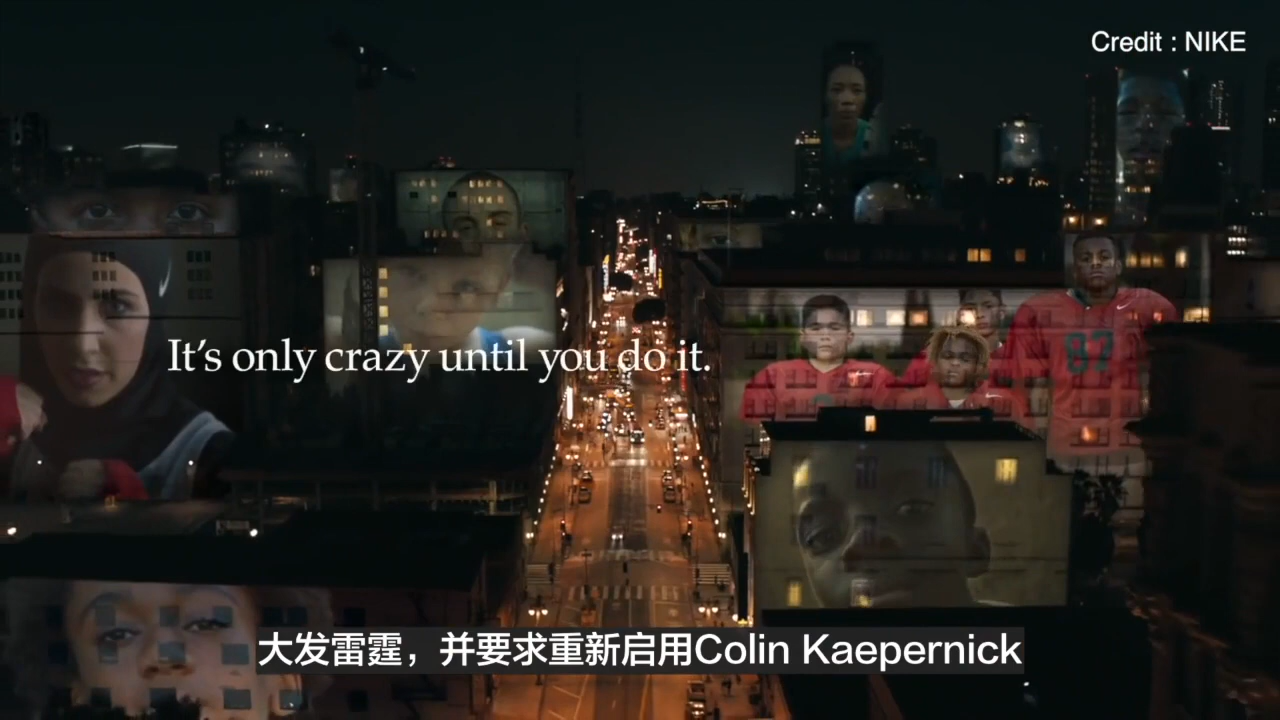 Credit : NIKE
It’s only crazy until you do it.
87
大发雷霆，并要求重新启用Colin Kaepernick